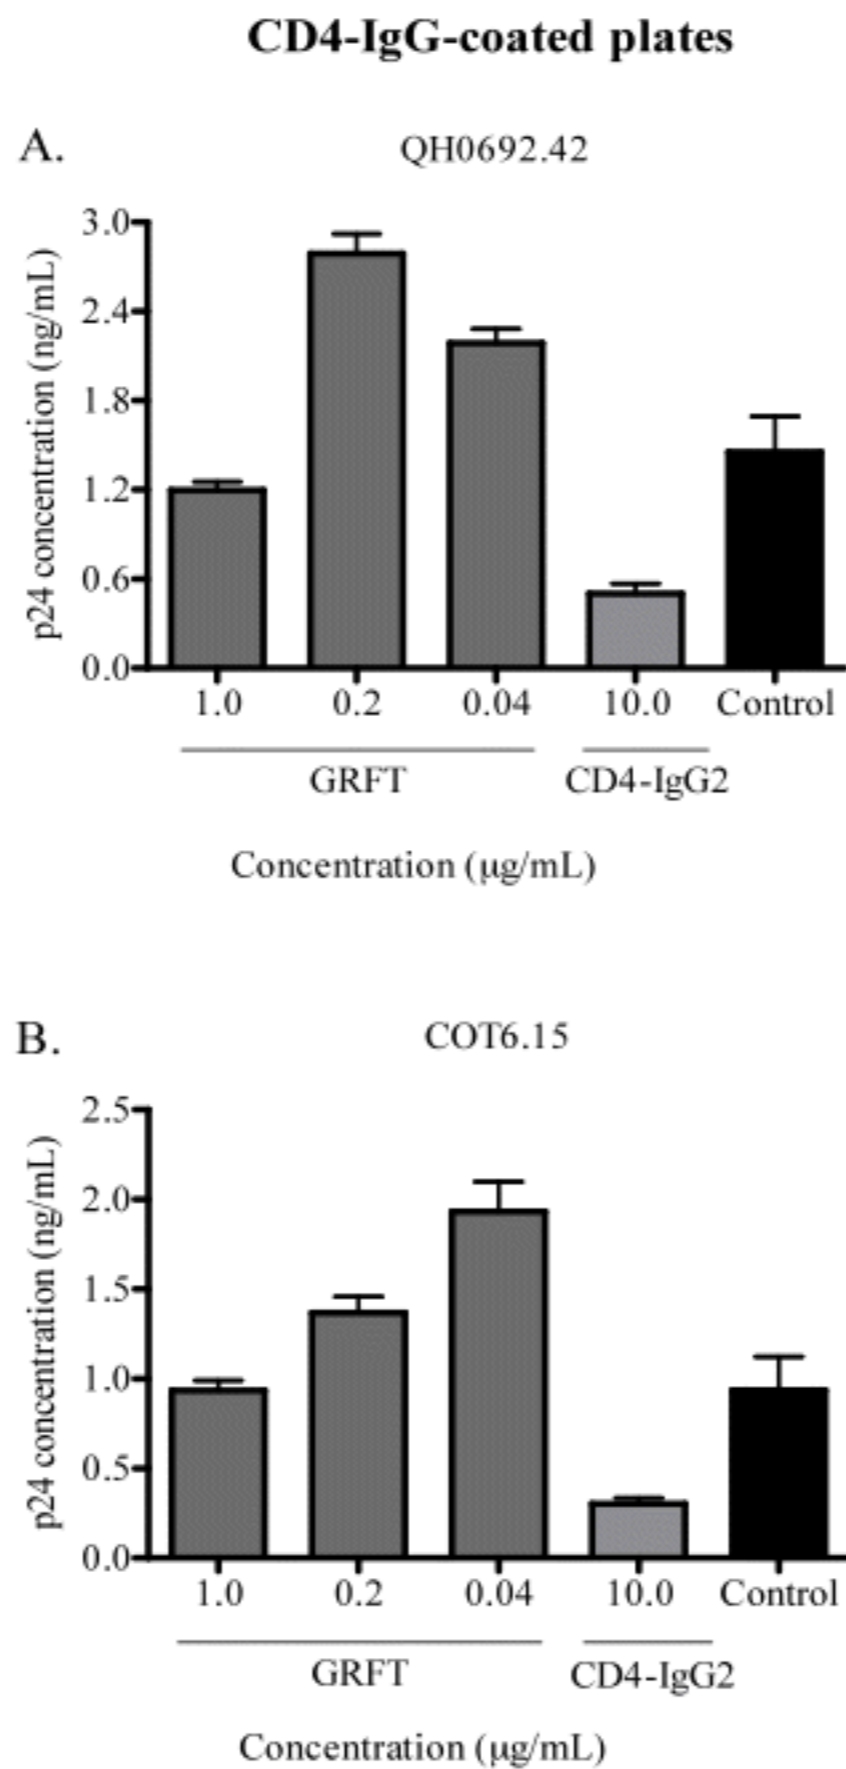 CD4-IgG-coated plates
A.
QH0692.42
p24 concentration (ng/mL)
3.0
2.4
1.8
1.2
0.6
0.0
1.0 0.2 0.04 10.0 Control
GRFT CD4-IgG2
Concentration (μg/mL)
B.
COT6.15
p24 concentration (ng/mL)
2.5
2.0
1.5
1.0
0.5
0.0
1.0 0.2 0.04 10.0 Control
GRFT CD4-IgG2
Concentration (μg/mL)